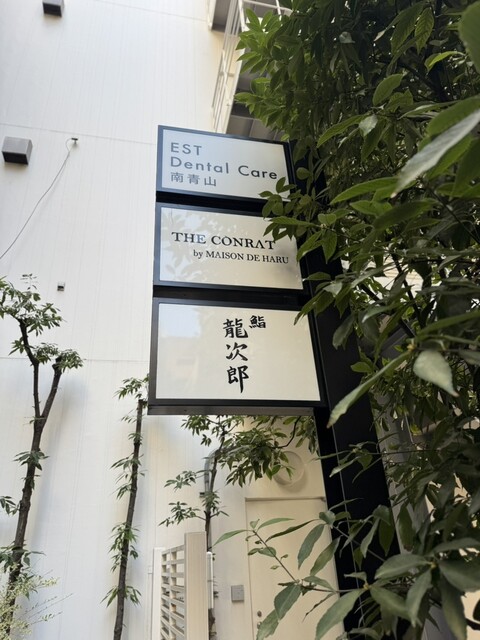 EST
Dental Care
南青山
THE CONRAT
by MAISON DE HARU
鮨
龍次郎